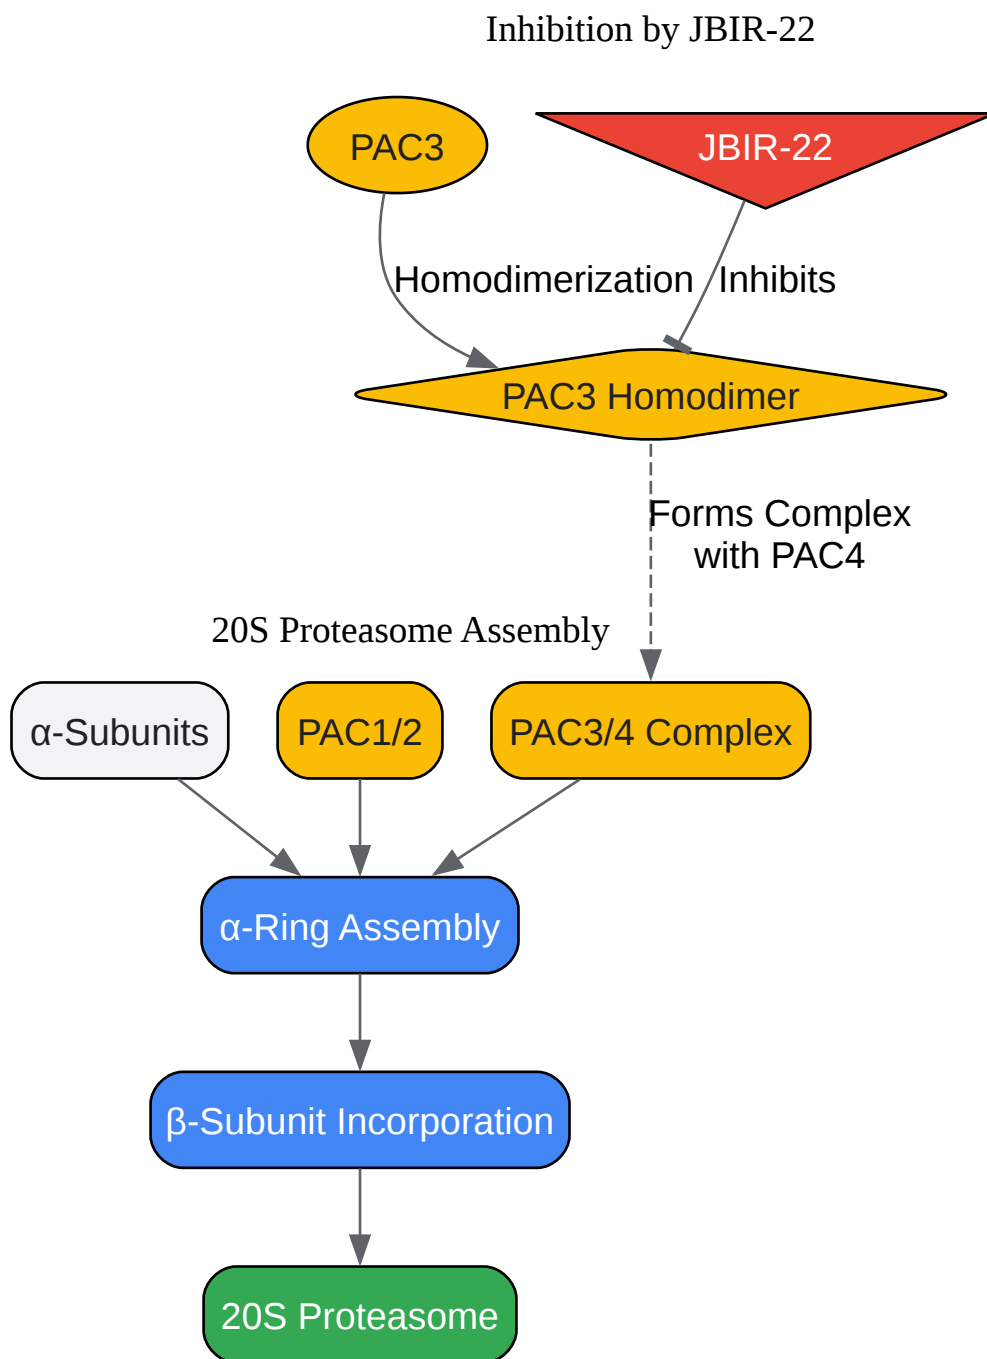 Inhibition by JBIR-22
PAC3
JBIR-22
Homodimerization
Inhibits
PAC3 Homodimer
Forms Complex
with PAC4
20S Proteasome Assembly
α-Subunits
PAC1/2
PAC3/4 Complex
α-Ring Assembly
β-Subunit Incorporation
20S Proteasome